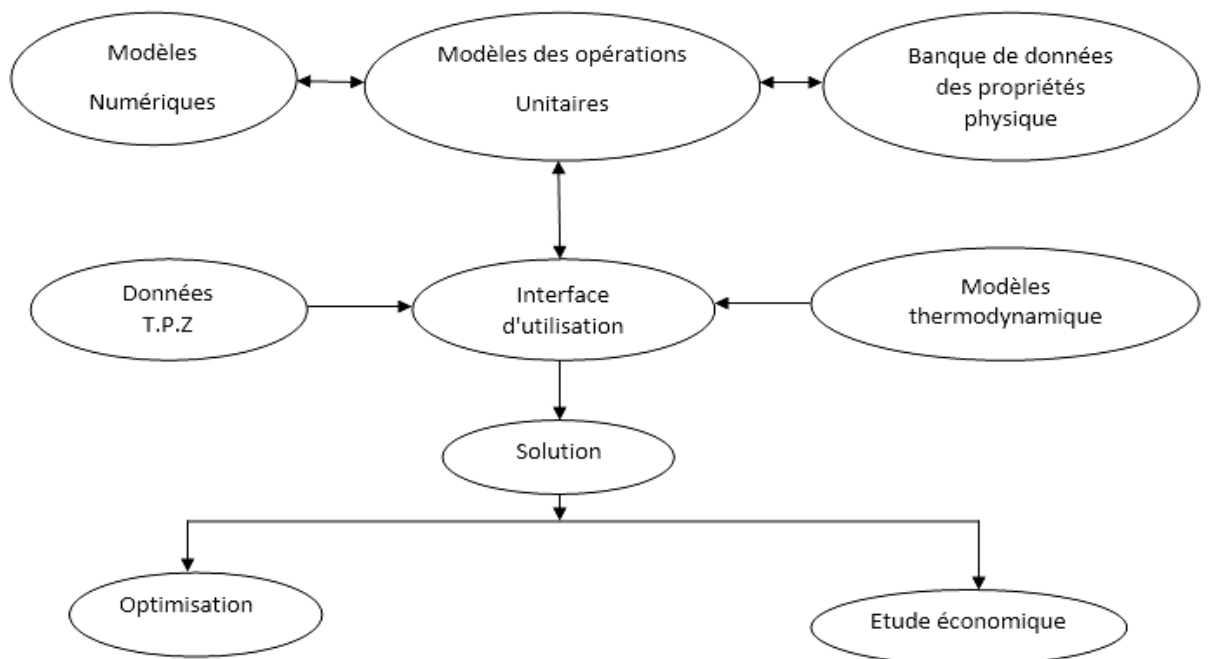 Modèles
Numériques
Modèles des opérations
Unitaires
Banque de données
des propriétés
physique
Données
T.P.Z
Interface
d'utilisation
Modèles
thermodynamique
Solution
Optimisation
Etude économique